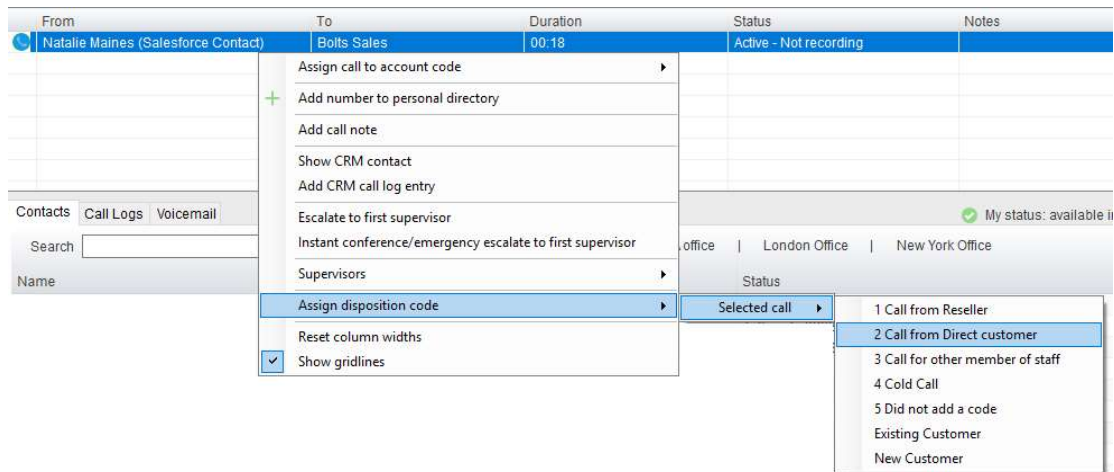 From To Duration Status Notes
Natalie Maines (Salesforce Contact) Bolts Sales 00:18 Active - Not recording
Assign call to account code
Add number to personal directory
Add call note
Show CRM contact
Add CRM call log entry
Contacts Call Logs Voicemail
Escalate to first supervisor
My status: available
Search
Instant conference/emergency escalate to first supervisor
office | London Office | New York Office
Name
Supervisors
Status
Assign disposition code
Selected call
1 Call from Reseller
Reset column widths
2 Call from Direct customer
Show gridlines
3 Call for other member of staff
4 Cold Call
5 Did not add a code
Existing Customer
New Customer